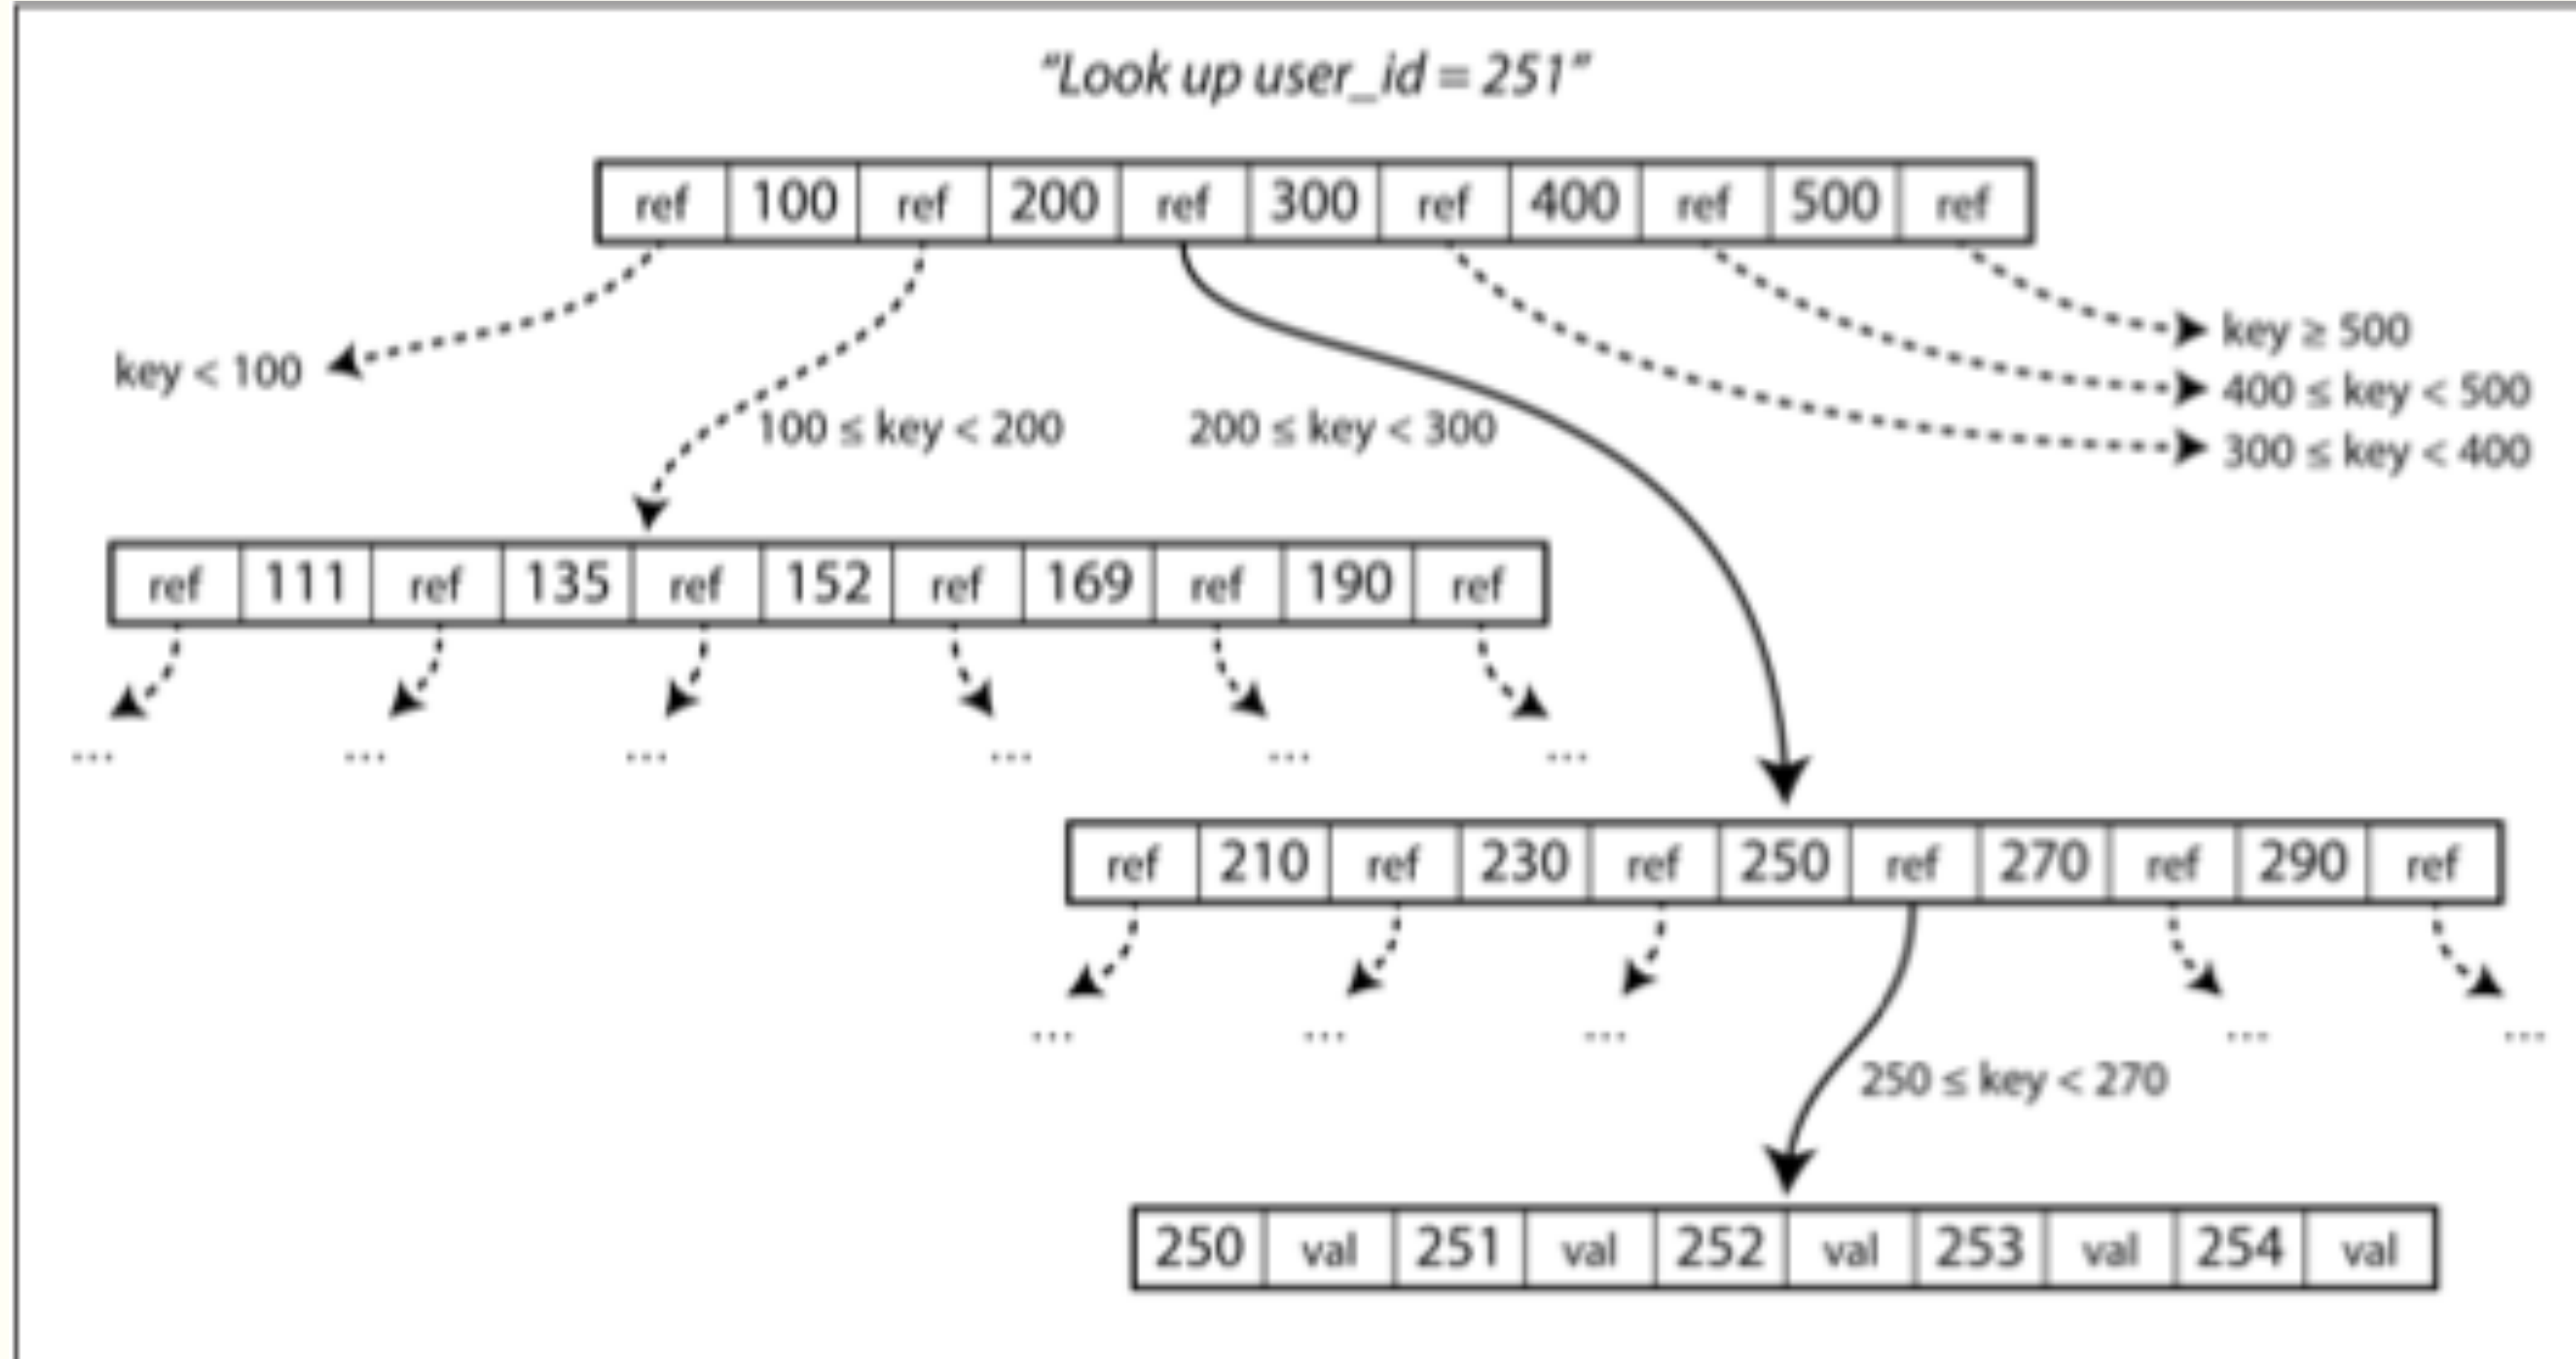 “Look up user_id = 251”
ref 100 ref 200 ref 300 ref 400 ref 500 ref
key ≥ 500
key < 100
400 ≤ key < 500
100 ≤ key < 200
200 ≤ key < 300
300 ≤ key < 400
ref 111 ref 135 ref 152 ref 169 ref 190 ref
... ... ... ... ... ...
ref 210 ref 230 ref 250 ref 270 ref 290 ref
... ... ... ... ...
250 ≤ key < 270
250 val 251 val 252 val 253 val 254 val